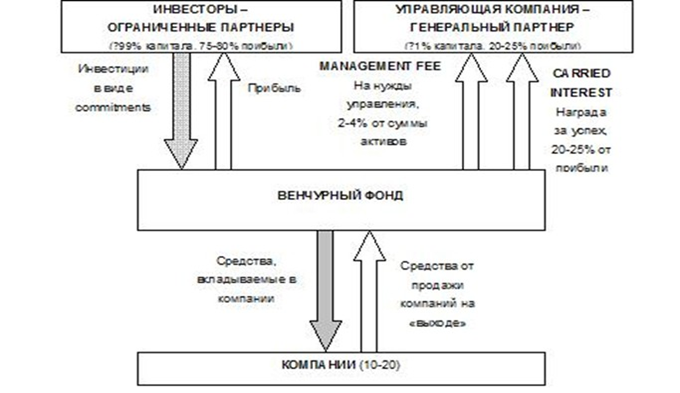 ИНВЕСТОРЫ –
ОГРАНИЧЕННЫЕ ПАРТНЕРЫ
(?99% капитала, 75-80% прибыли)
УПРАВЛЯЮЩАЯ КОМПАНИЯ –
ГЕНЕРАЛЬНЫЙ ПАРТНЕР
(?1% капитала, 20-25% прибыли)
Инвестиции
в виде
commitments
Прибыль
MANAGEMENT FEE
На нужды
управления,
2-4% от суммы
активов
CARRIED
INTEREST
Награда
за успех,
20-25% от
прибыли
ВЕНЧУРНЫЙ ФОНД
Средства,
вкладываемые в
компании
Средства от
продажи
компаний на
«выходе»
КОМПАНИИ (10-20)